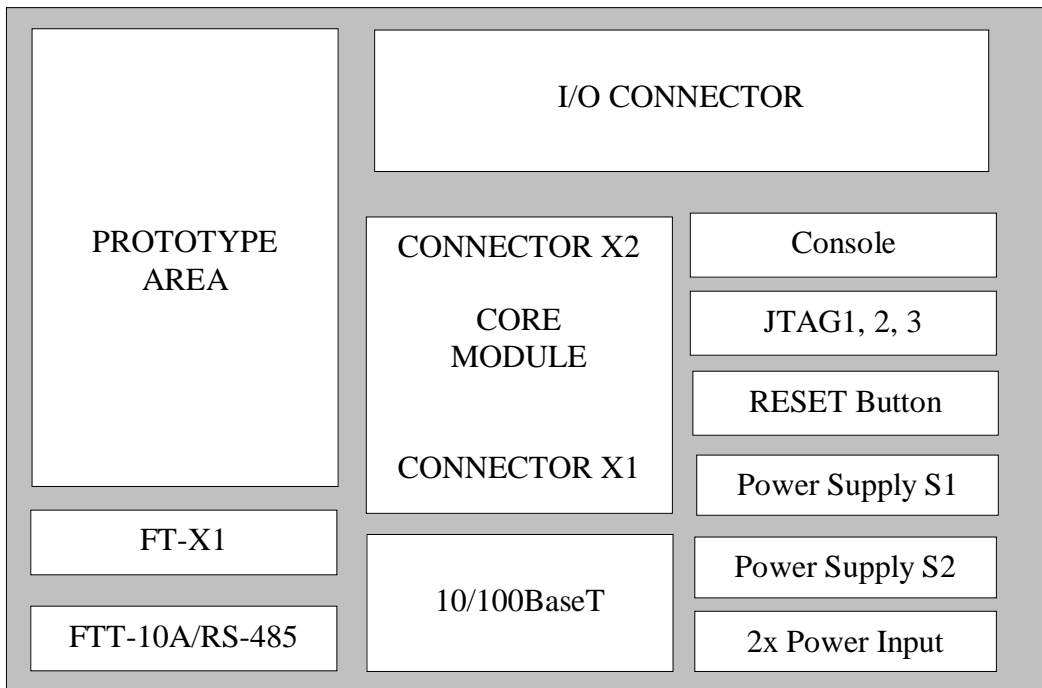 I/O CONNECTOR
PROTOTYPE
AREA
CONNECTOR X2
CORE
MODULE
CONNECTOR X1
Console
JTAG1, 2, 3
RESET Button
Power Supply S1
FT-X1
FTT-10A/RS-485
10/100BaseT
Power Supply S2
2x Power Input